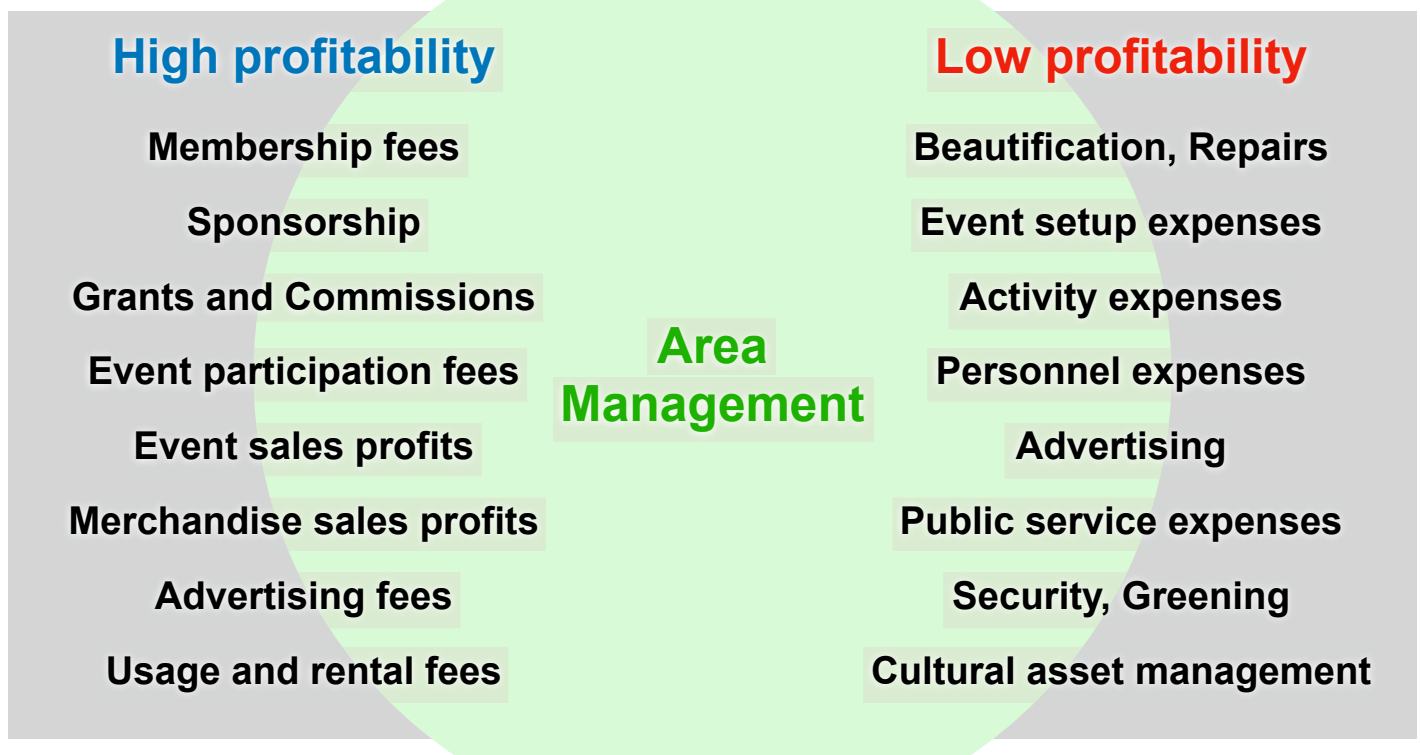 High profitability
Membership fees
Sponsorship
Grants and Commissions
Event participation fees
Event sales profits
Merchandise sales profits
Advertising fees
Usage and rental fees
Area
Management
Low profitability
Beautification, Repairs
Event setup expenses
Activity expenses
Personnel expenses
Advertising
Public service expenses
Security, Greening
Cultural asset management